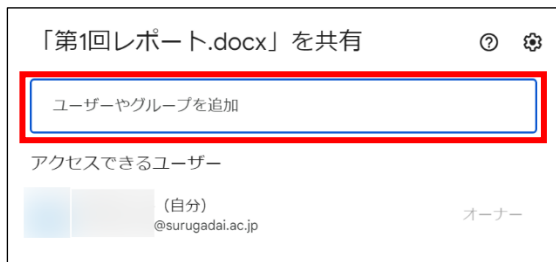 「第1回レポート.docx」を共有
ユーザーやグループを追加
アクセスできるユーザー
（自分）
@surugadai.ac.jp
オーナー